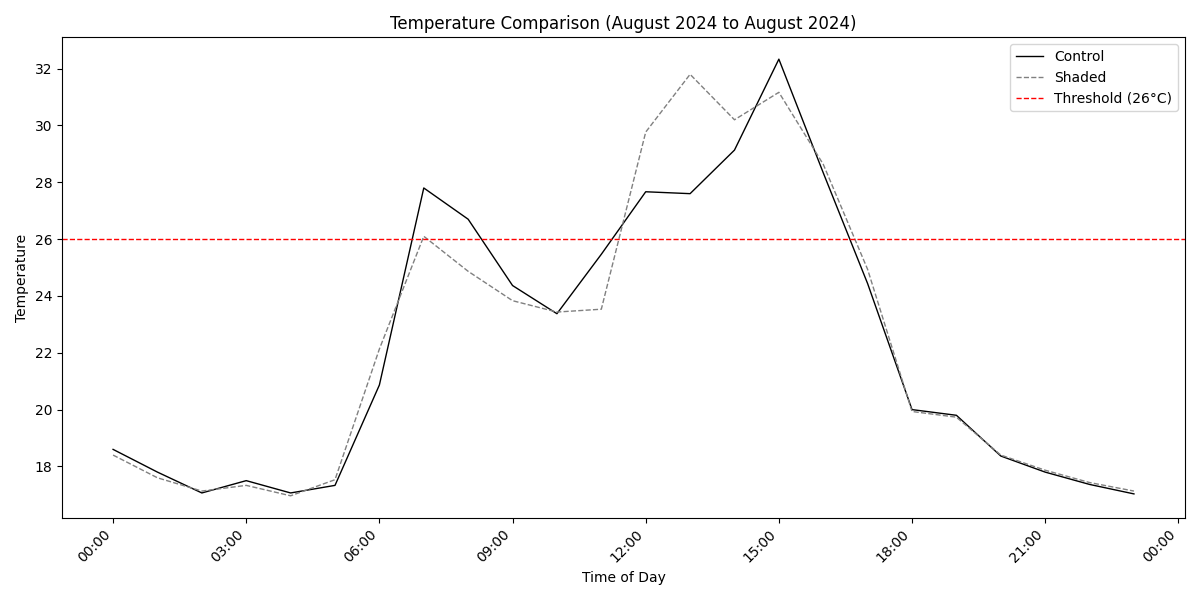 Temperature Comparison (August 2024 to August 2024)
Control
Shaded
Threshold (26°C)
Temperature
32
30
28
26
24
22
20
18
00:00
03:00
06:00
09:00
12:00
15:00
18:00
21:00
00:00
Time of Day